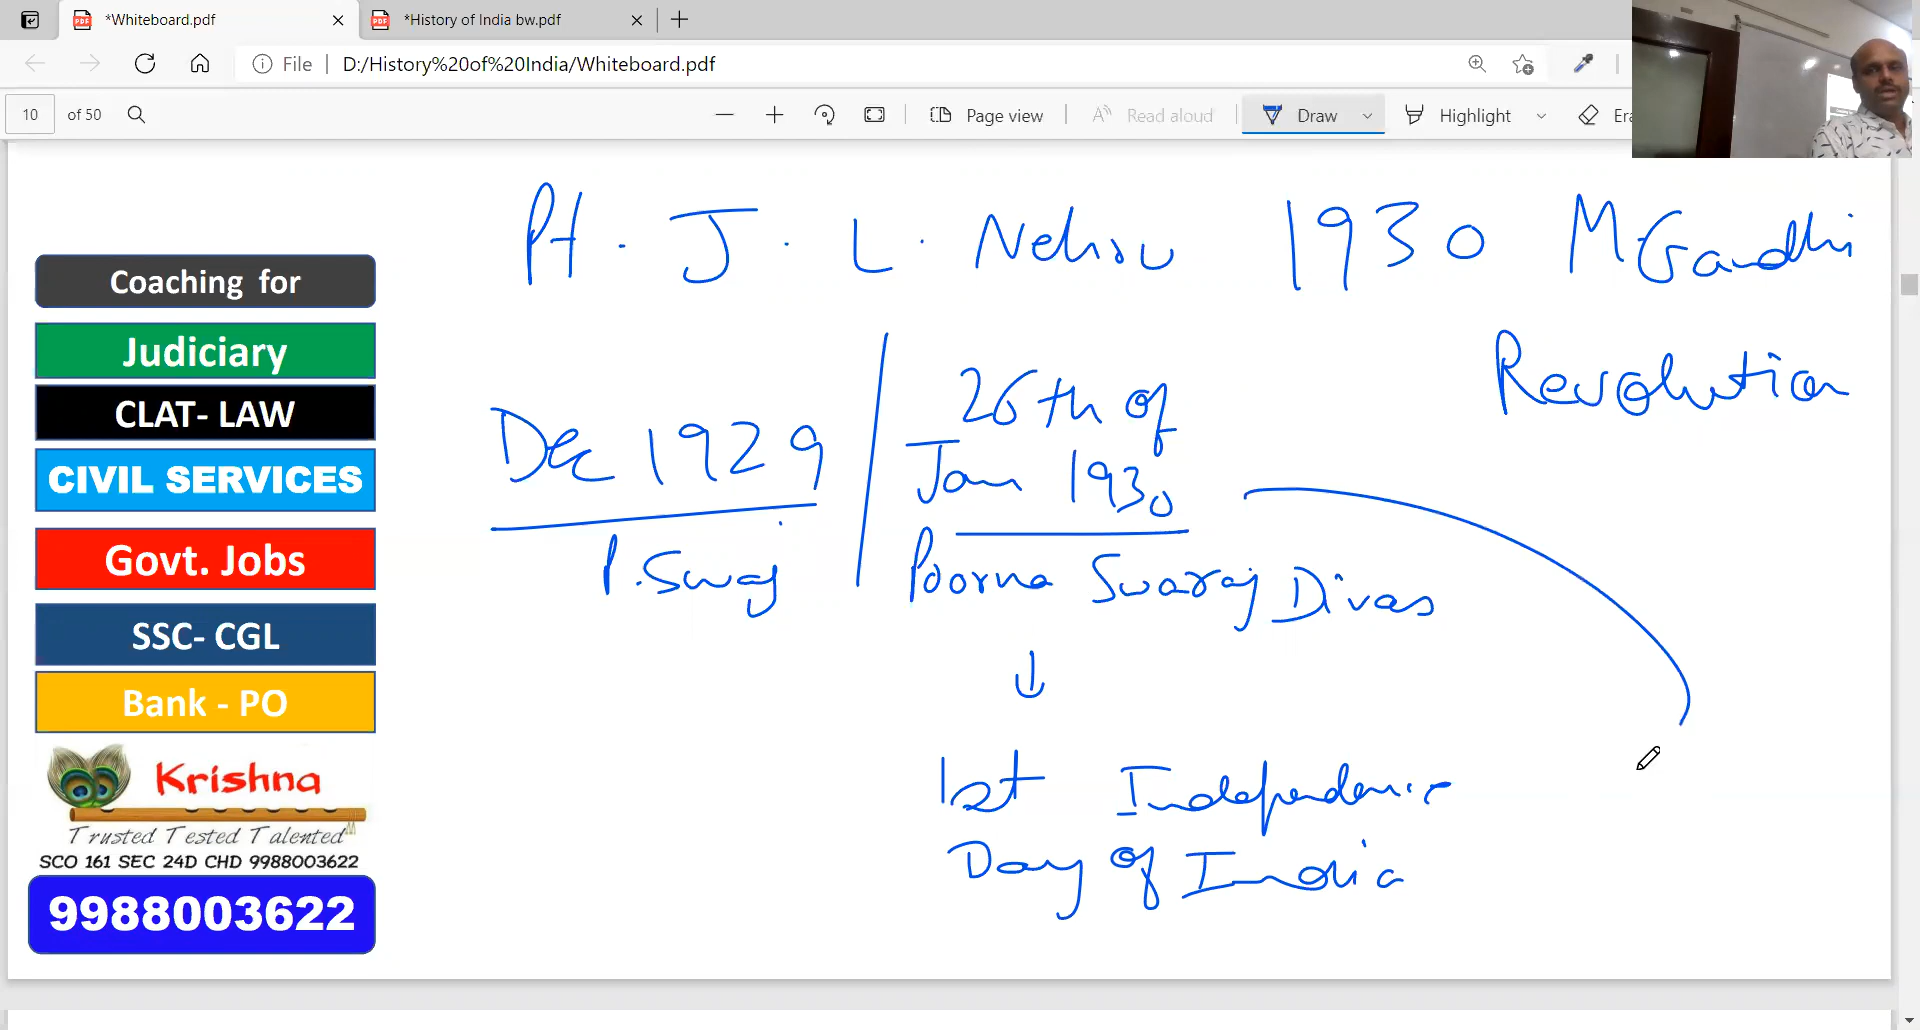 *Whiteboard.pdf
*History of India bw.pdf
File D:/History%20of%20India/Whiteboard.pdf
10 of 50 Page view Read aloud Draw Highlight Era
Pt. J. L. Nehru 1930 M Gandhi
Revolution
Dec 1929
P. Swaj
26th of
Jan 1930
Poorna Swaraj Divas
↓
1st Independence
Day of India
Coaching for
Judiciary
CLAT- LAW
CIVIL SERVICES
Govt. Jobs
SSC- CGL
Bank - PO
Krishna
Trusted Tested Talented
SCO 161 SEC 24D CHD 9988003622
9988003622